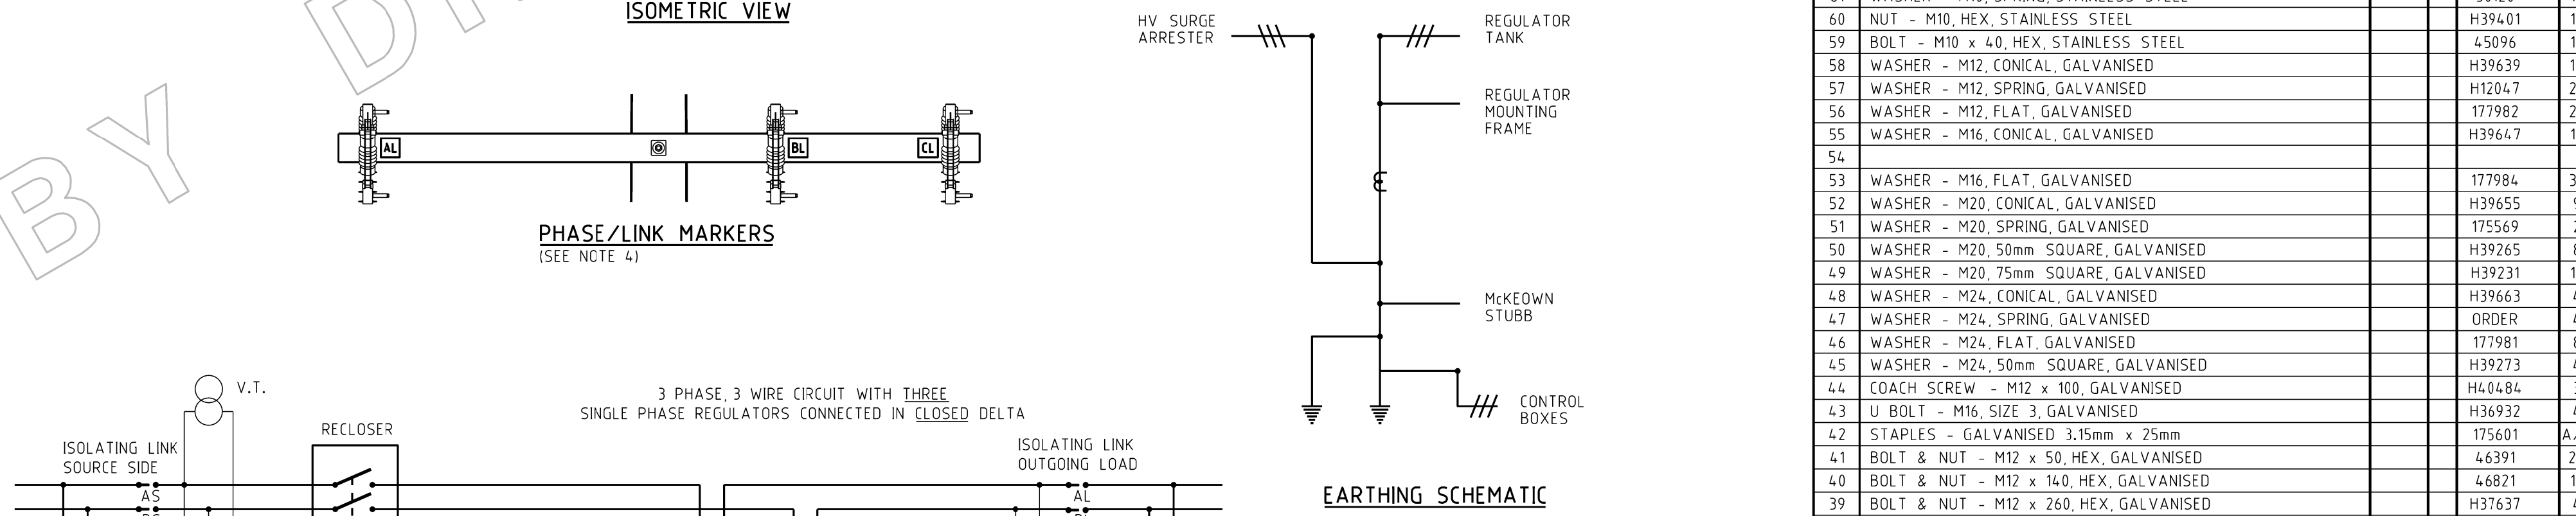 ISOMETRIC VIEW
BY
AL
BL
CL
PHASE/LINK MARKERS
(SEE NOTE 4)
HV SURGE
ARRESTER
REGULATOR
TANK
REGULATOR
MOUNTING
FRAME
McKEOWN
STUBB
CONTROL
BOXES
EARTHING SCHEMATIC
V.T.
3 PHASE, 3 WIRE CIRCUIT WITH THREE
SINGLE PHASE REGULATORS CONNECTED IN CLOSED DELTA
RECLOSER
ISOLATING LINK
SOURCE SIDE
ISOLATING LINK
OUTGOING LOAD
AS
AL
60 NUT - M10, HEX, STAINLESS STEEL H39401
59 BOLT - M10 x 40, HEX, STAINLESS STEEL 45096
58 WASHER - M12, CONICAL, GALVANISED H39639
57 WASHER - M12, SPRING, GALVANISED H12047
56 WASHER - M12, FLAT, GALVANISED 177982
55 WASHER - M16, CONICAL, GALVANISED H39647
54
53 WASHER - M16, FLAT, GALVANISED 177984
52 WASHER - M20, CONICAL, GALVANISED H39655
51 WASHER - M20, SPRING, GALVANISED 175569
50 WASHER - M20, 50mm SQUARE, GALVANISED H39265
49 WASHER - M20, 75mm SQUARE, GALVANISED H39231
48 WASHER - M24, CONICAL, GALVANISED H39663
47 WASHER - M24, SPRING, GALVANISED ORDER
46 WASHER - M24, FLAT, GALVANISED 177981
45 WASHER - M24, 50mm SQUARE, GALVANISED H39273
44 COACH SCREW - M12 x 100, GALVANISED H40484
43 U BOLT - M16, SIZE 3, GALVANISED H36932
42 STAPLES - GALVANISED 3.15mm x 25mm 175601
41 BOLT & NUT - M12 x 50, HEX, GALVANISED 46391
40 BOLT & NUT - M12 x 140, HEX, GALVANISED 46821
39 BOLT & NUT - M12 x 260, HEX, GALVANISED H37637